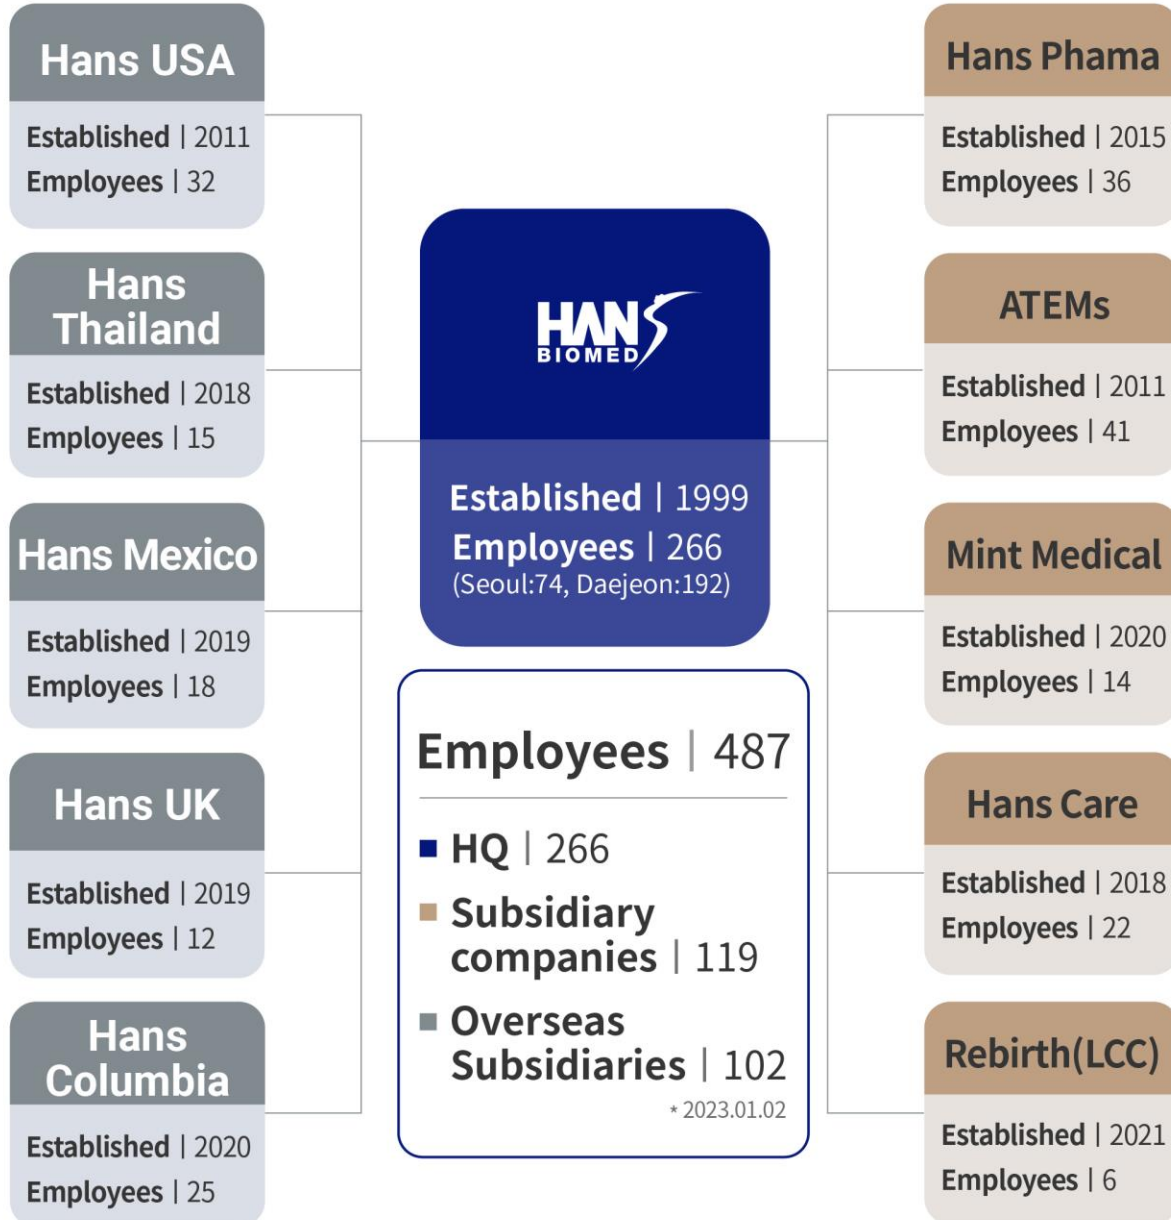 Hans USA
Established | 2011
Employees | 32
Hans
Thailand
Established | 2018
Employees | 15
Hans Mexico
Established | 2019
Employees | 18
Hans UK
Established | 2019
Employees | 12
Hans
Columbia
Established | 2020
Employees | 25
HANS
BIOMED
Established | 1999
Employees | 266
(Seoul:74, Daejeon:192)
Employees | 487
HQ | 266
Subsidiary
companies | 119
Overseas
Subsidiaries | 102
* 2023.01.02
Hans Phama
Established | 2015
Employees | 36
ATEMs
Established | 2011
Employees | 41
Mint Medical
Established | 2020
Employees | 14
Hans Care
Established | 2018
Employees | 22
Rebirth(LCC)
Established | 2021
Employees | 6